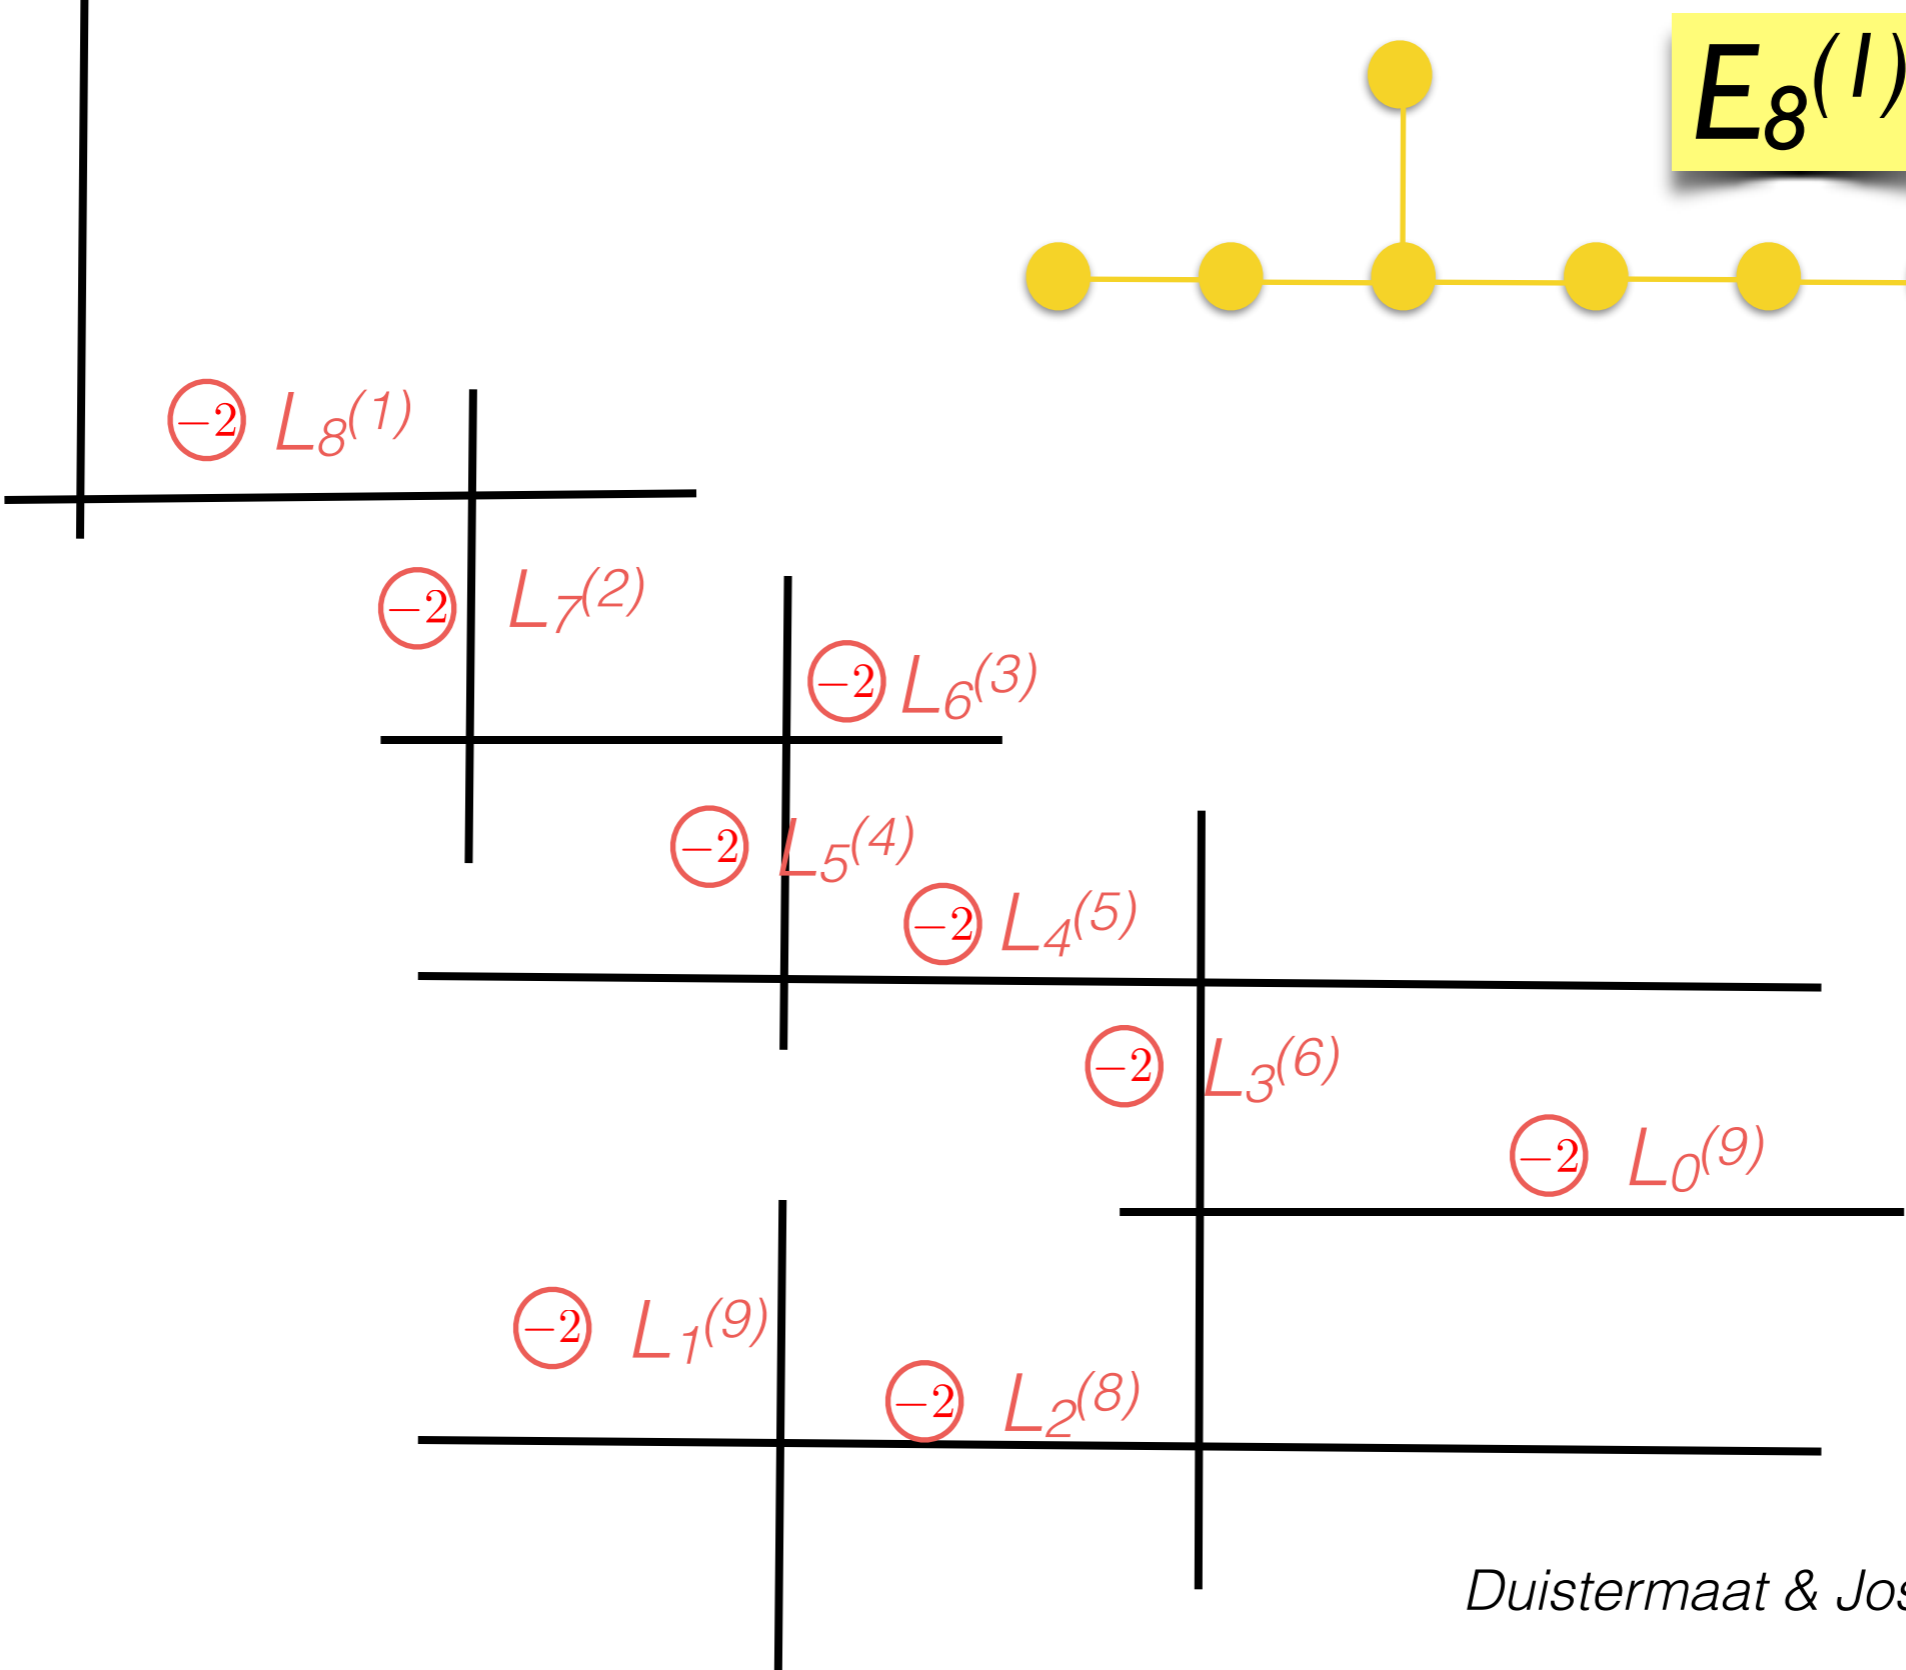 E₈⁽¹⁾
−2 L₈⁽¹⁾
−2 L₇⁽²⁾
−2 L₆⁽³⁾
−2 L₅⁽⁴⁾
−2 L₄⁽⁵⁾
−2 L₃⁽⁶⁾
−2 L₀⁽⁹⁾
−2 L₁⁽⁹⁾
−2 L₂⁽⁸⁾
Duistermaat &